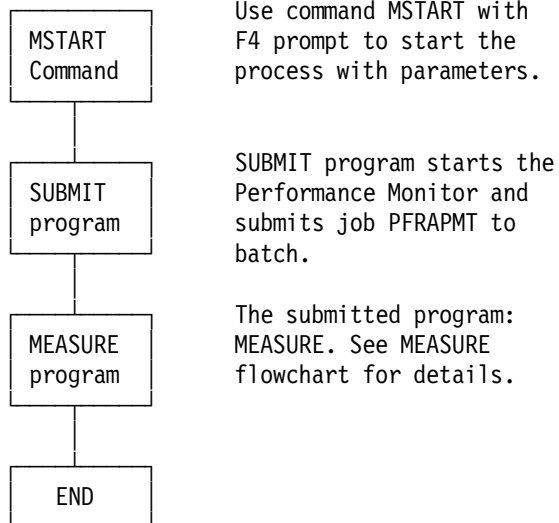 MSTART
Command
Use command MSTART with
F4 prompt to start the
process with parameters.
SUBMIT
program
SUBMIT program starts the
Performance Monitor and
submits job PFRAPMT to
batch.
MEASURE
program
The submitted program:
MEASURE. See MEASURE
flowchart for details.
END